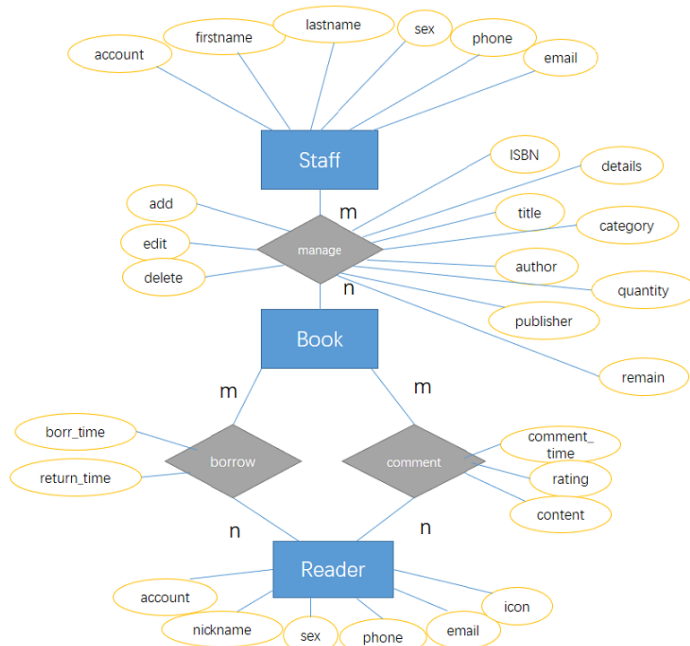 lastname
firstname
sex
phone
account
email
Staff
ISBN
details
add
m
title
category
edit
manage
author
delete
n
quantity
publisher
Book
remain
m
m
borr_time
comment_
time
borrow
comment
return_time
rating
content
n
n
Reader
account
icon
nickname
sex
phone
email